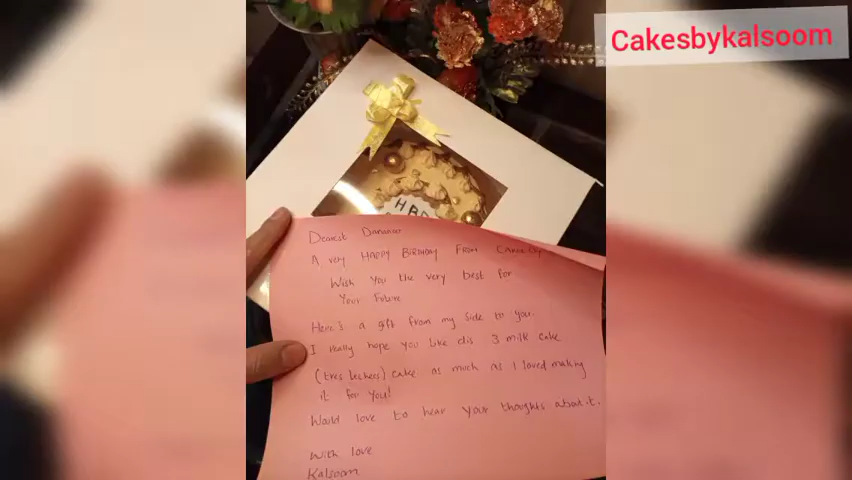 Cakesbykalsoom
HBD
Dearest Dananeer
A very HAPPY BIRTHDAY FROM
Wish You the very best for
Your Future
Here's a gift from my side to you.
I really hope you like dis 3 milk cake
(tres leches) cake as much as I loved making
it for you!
Would love to hear your thoughts about it.
With love
Kalsoom